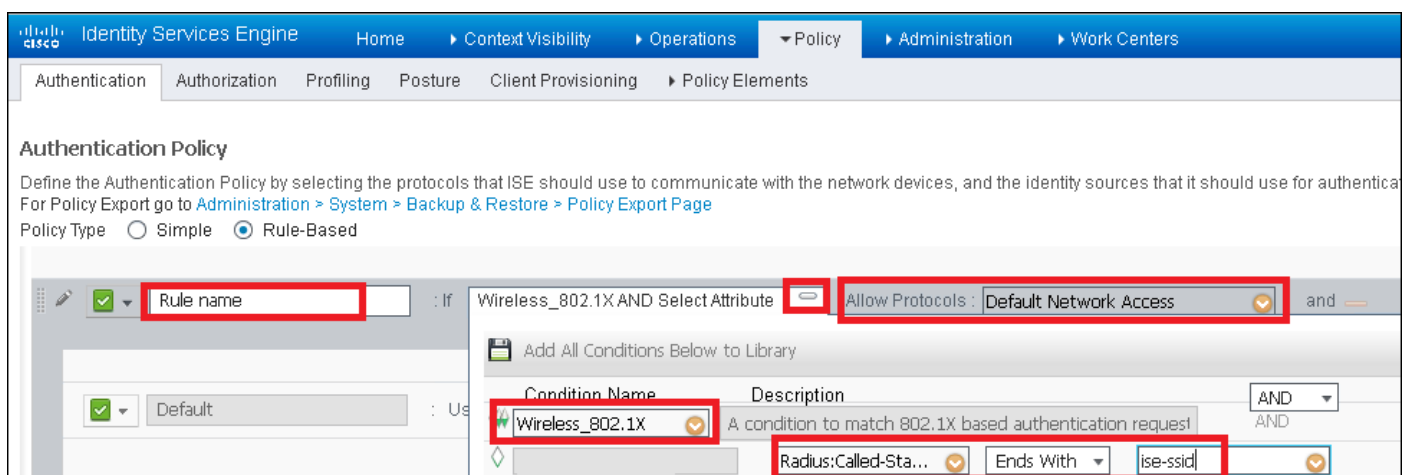 cisco Identity Services Engine Home Context Visibility Operations Policy Administration Work Centers
Authentication Authorization Profiling Posture Client Provisioning Policy Elements
Authentication Policy
Define the Authentication Policy by selecting the protocols that ISE should use to communicate with the network devices, and the identity sources that it should use for authentica
For Policy Export go to Administration > System > Backup & Restore > Policy Export Page
Policy Type Simple Rule-Based
Rule name : If Wireless_802.1X AND Select Attribute Allow Protocols : Default Network Access and
Add All Conditions Below to Library
Condition Name Description AND
Default : Us Wireless_802.1X A condition to match 802.1X based authentication request AND
Radius:Called-Sta... Ends With ise-ssid